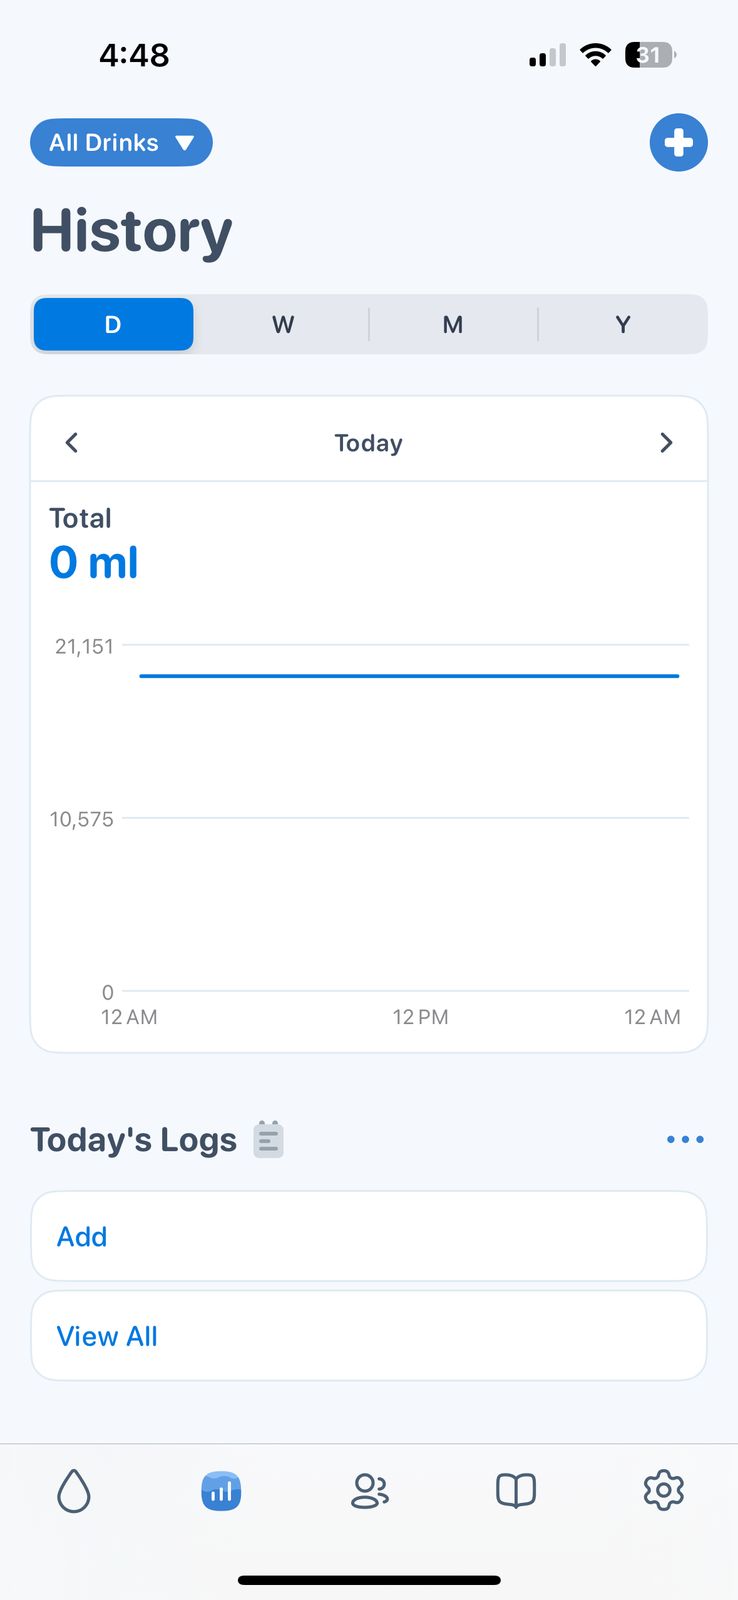 4:48
31
All Drinks
History
D W M Y
Today
Total
0 ml
21,151
10,575
0
12 AM 12 PM 12 AM
Today's Logs
Add
View All